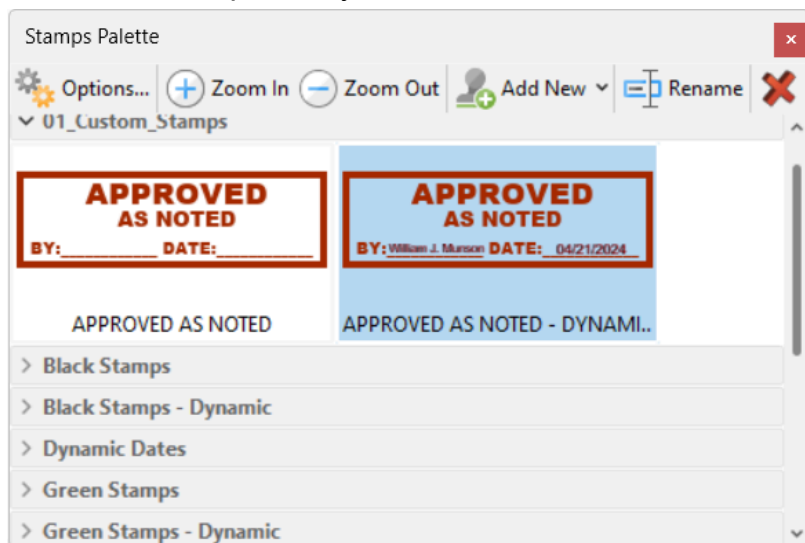 Stamps Palette
Options... Zoom In Zoom Out Add New Rename
01_Custom_Stamps
APPROVED
AS NOTED
BY:____________ DATE:____________
APPROVED AS NOTED
APPROVED
AS NOTED
BY: William J. Munson DATE: 04/21/2024
APPROVED AS NOTED - DYNAMI..
Black Stamps
Black Stamps - Dynamic
Dynamic Dates
Green Stamps
Green Stamps - Dynamic